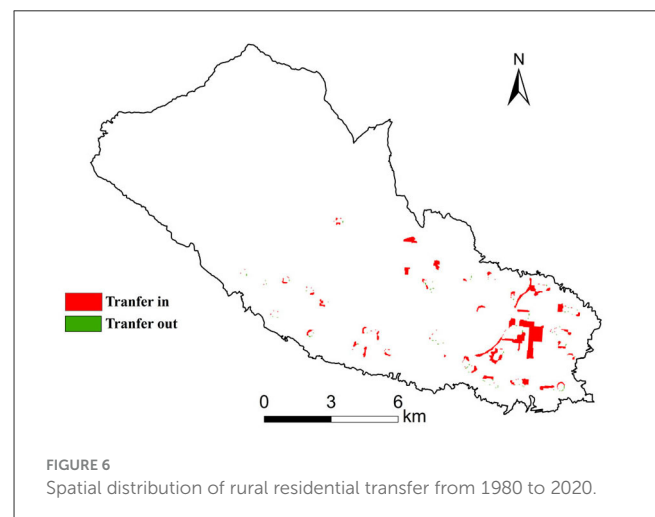 N
Tranfer in
Tranfer out
0 3 6
km
FIGURE 6
Spatial distribution of rural residential transfer from 1980 to 2020.